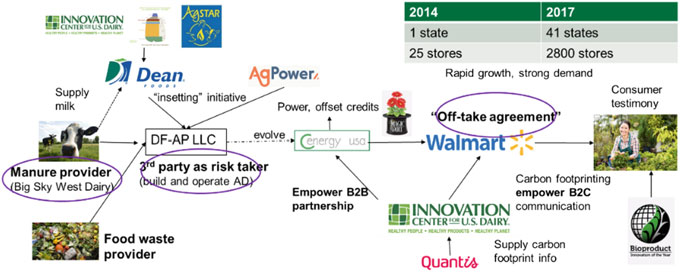 INNOVATION
CENTER FOR U.S. DAIRY.
HEALTHY PEOPLE • HEALTHY PRODUCTS • HEALTHY PLANET
AgSTAR
2014
2017
1 state
41 states
25 stores
2800 stores
Rapid growth, strong demand
Supply
milk
Dean
FOODS
AgPower
"insetting" initiative
Power, offset credits
"Off-take agreement"
Consumer
testimony
DF-AP LLC
evolve
Cenergy usa
Walmart
Manure provider
(Big Sky West Dairy)
3rd party as risk taker
(build and operate AD)
Empower B2B
partnership
Carbon footprinting
empower B2C
communication
Food waste
provider
INNOVATION
CENTER FOR U.S. DAIRY.
HEALTHY PEOPLE • HEALTHY PRODUCTS • HEALTHY PLANET
Quantis
Supply carbon
footprint info
Bioproduct
Innovation of the Year